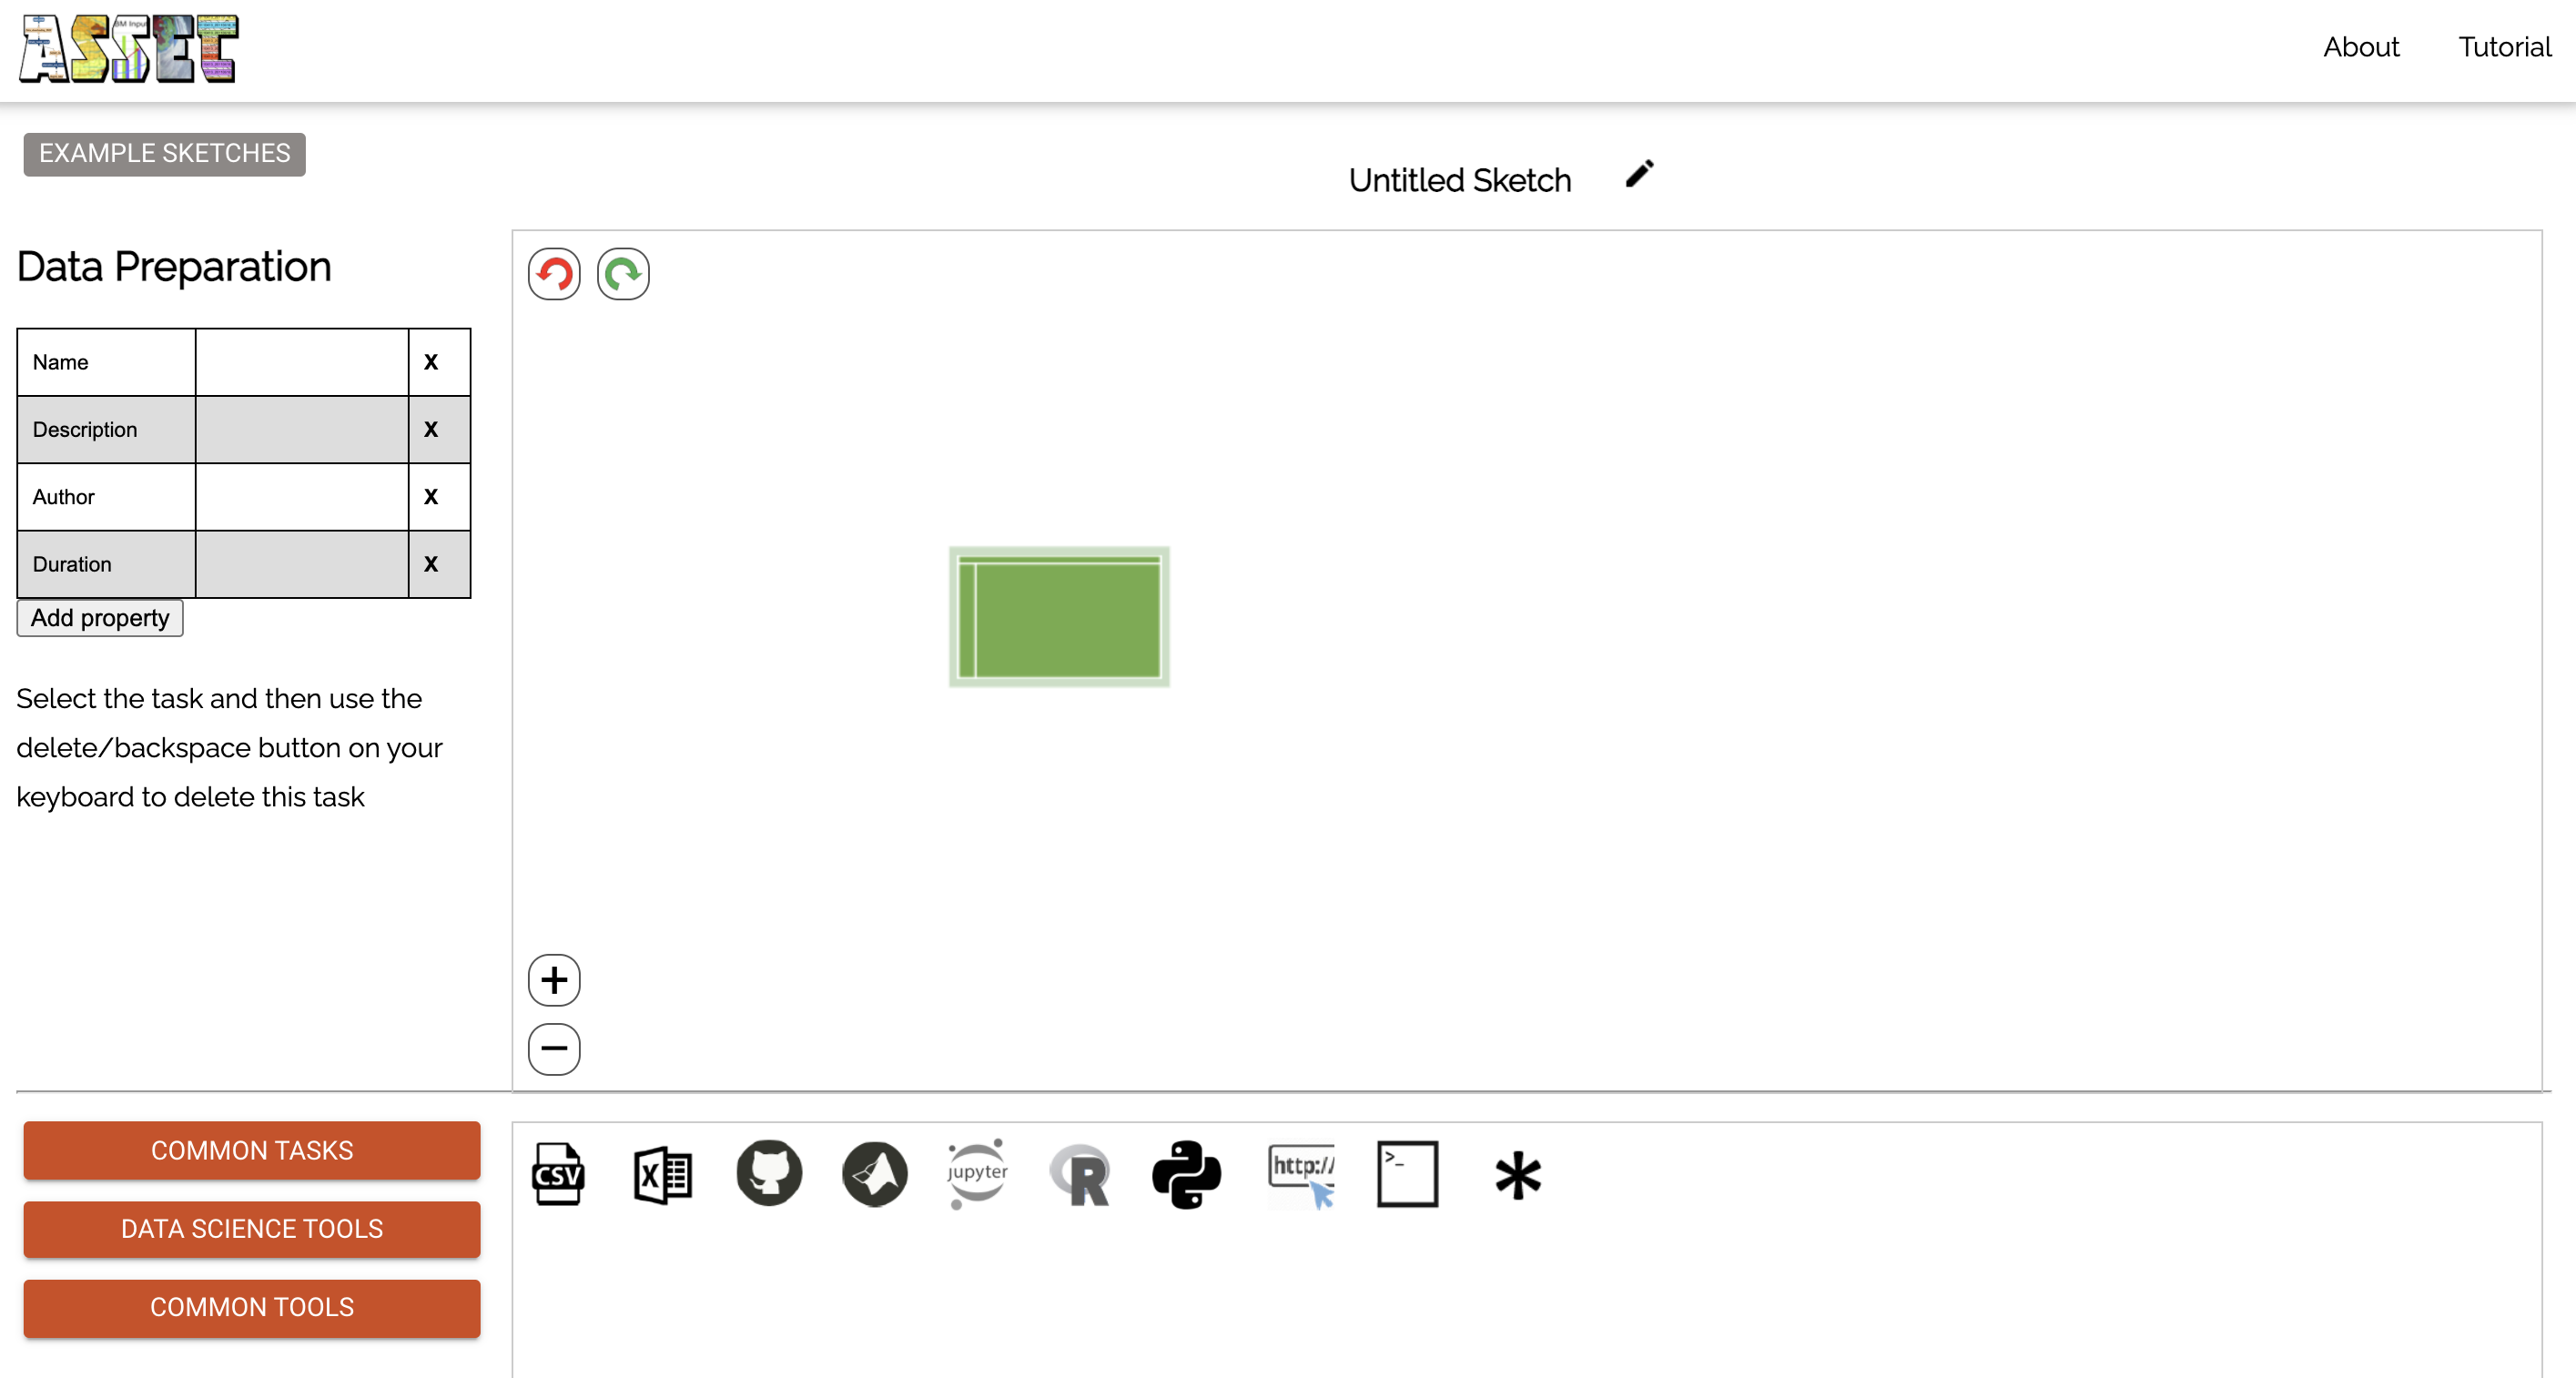 ASSET
About Tutorial
EXAMPLE SKETCHES
Untitled Sketch
Data Preparation
Name X
Description X
Author X
Duration X
Add property
Select the task and then use the
delete/backspace button on your
keyboard to delete this task
COMMON TASKS
DATA SCIENCE TOOLS
COMMON TOOLS
CSV X jupyter R http:// >_ *